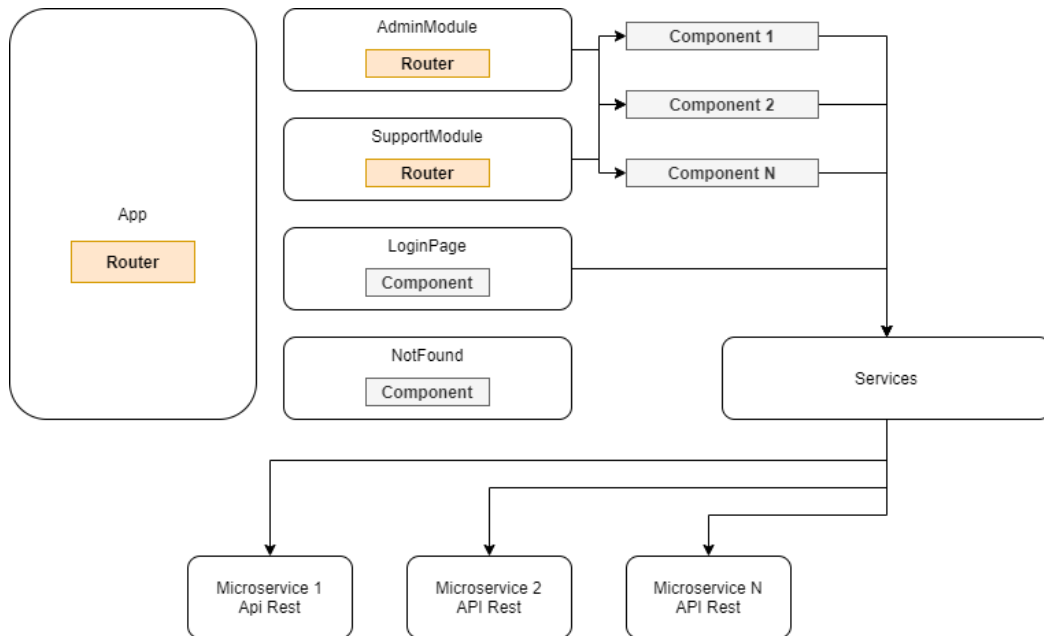 App
Router
AdminModule
Router
SupportModule
Router
LoginPage
Component
NotFound
Component
Component 1
Component 2
Component N
Services
Microservice 1
Api Rest
Microservice 2
API Rest
Microservice N
API Rest